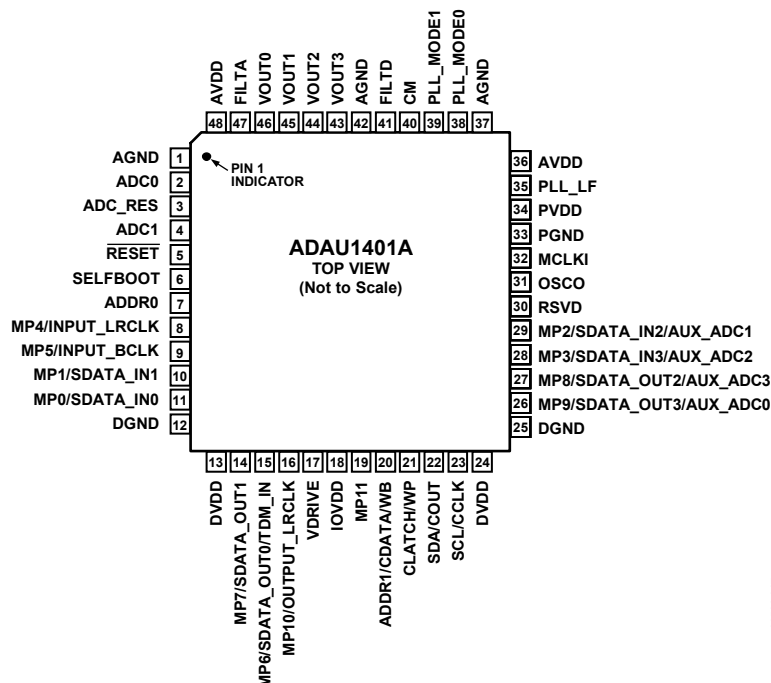 AVDD
FILTA
VOUT0
VOUT1
VOUT2
VOUT3
AGND
FILTD
CM
PLL_MODE1
PLL_MODE0
AGND
48 47 46 45 44 43 42 41 40 39 38 37
AGND 1
ADC0 2
ADC_RES 3
ADC1 4
RESET 5
SELFBOOT 6
ADDR0 7
MP4/INPUT_LRCLK 8
MP5/INPUT_BCLK 9
MP1/SDATA_IN1 10
MP0/SDATA_IN0 11
DGND 12
PIN 1
INDICATOR
ADAU1401A
TOP VIEW
(Not to Scale)
36 AVDD
35 PLL_LF
34 PVDD
33 PGND
32 MCLKI
31 OSCO
30 RSVD
29 MP2/SDATA_IN2/AUX_ADC1
28 MP3/SDATA_IN3/AUX_ADC2
27 MP8/SDATA_OUT2/AUX_ADC3
26 MP9/SDATA_OUT3/AUX_ADC0
25 DGND
13 14 15 16 17 18 19 20 21 22 23 24
DVDD
MP7/SDATA_OUT1
MP6/SDATA_OUT0/TDM_IN
MP10/OUTPUT_LRCLK
VDRIVE
IOVDD
MP11
ADDR1/CDATA/WB
CLATCH/WP
SDA/COUT
SCL/CCLK
DVDD